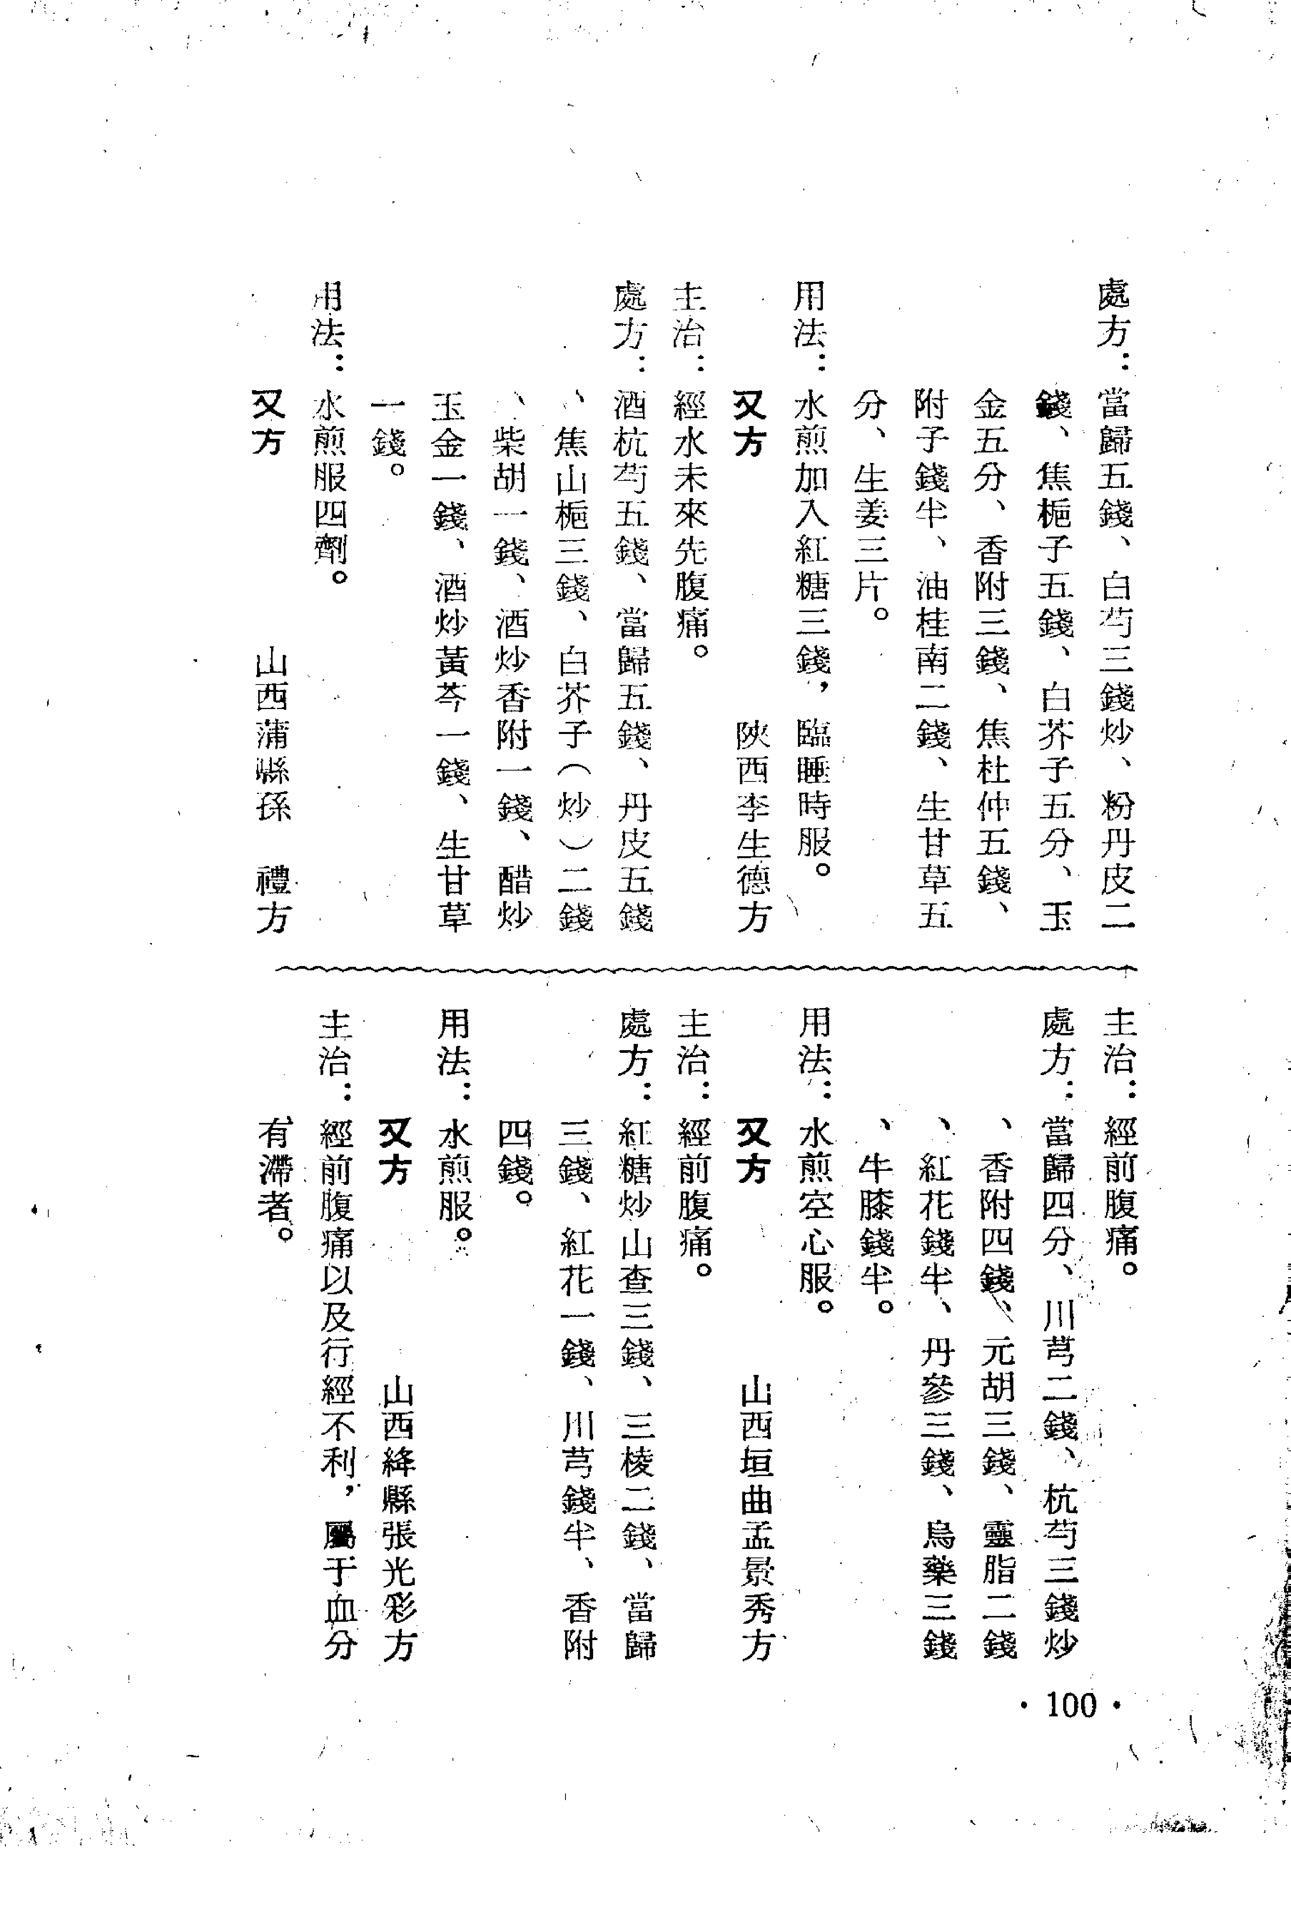 處方：當歸五錢、白芍三錢炒、粉丹皮二
錢、焦梔子五錢、白芥子五分、玉
金五分、香附三錢、焦杜仲五錢、
附子錢半、油桂南二錢、生甘草五
分、生姜三片。
用法：水煎加入紅糖三錢，臨睡時服。
又方　陝西李生德方
主治：經水未來先腹痛。
處方：酒杭芍五錢、當歸五錢、丹皮五錢
、焦山梔三錢、白芥子（炒）二錢
、柴胡一錢、酒炒香附一錢、醋炒
玉金一錢、酒炒黃芩一錢、生甘草
一錢。
用法：水煎服四劑。
又方　山西蒲縣孫　禮方
主治：經前腹痛。
處方：當歸四分、川芎二錢、杭芍三錢炒
、香附四錢、元胡三錢、靈脂二錢
、紅花錢半、丹參三錢、烏藥三錢
、牛膝錢半。
用法：水煎空心服。
又方　山西垣曲孟景秀方
主治：經前腹痛。
處方：紅糖炒山查三錢、三棱二錢、當歸
三錢、紅花一錢、川芎錢半、香附
四錢。
用法：水煎服。
又方　山西絳縣張光彩方
主治：經前腹痛以及行經不利，屬于血分
有滯者。
·100·